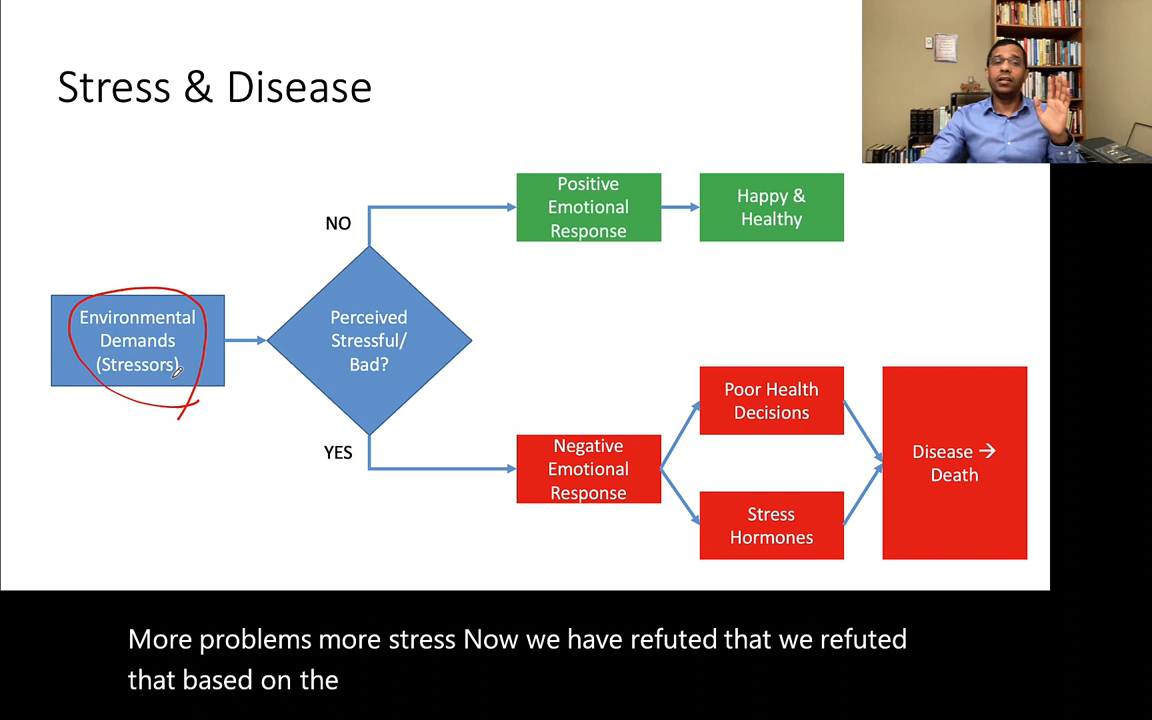 Stress & Disease
Positive
Emotional
Response
Happy &
Healthy
NO
Environmental
Demands
(Stressors)
Perceived
Stressful/
Bad?
YES
Negative
Emotional
Response
Poor Health
Decisions
Stress
Hormones
Disease →
Death
More problems more stress Now we have refuted that we refuted
that based on the